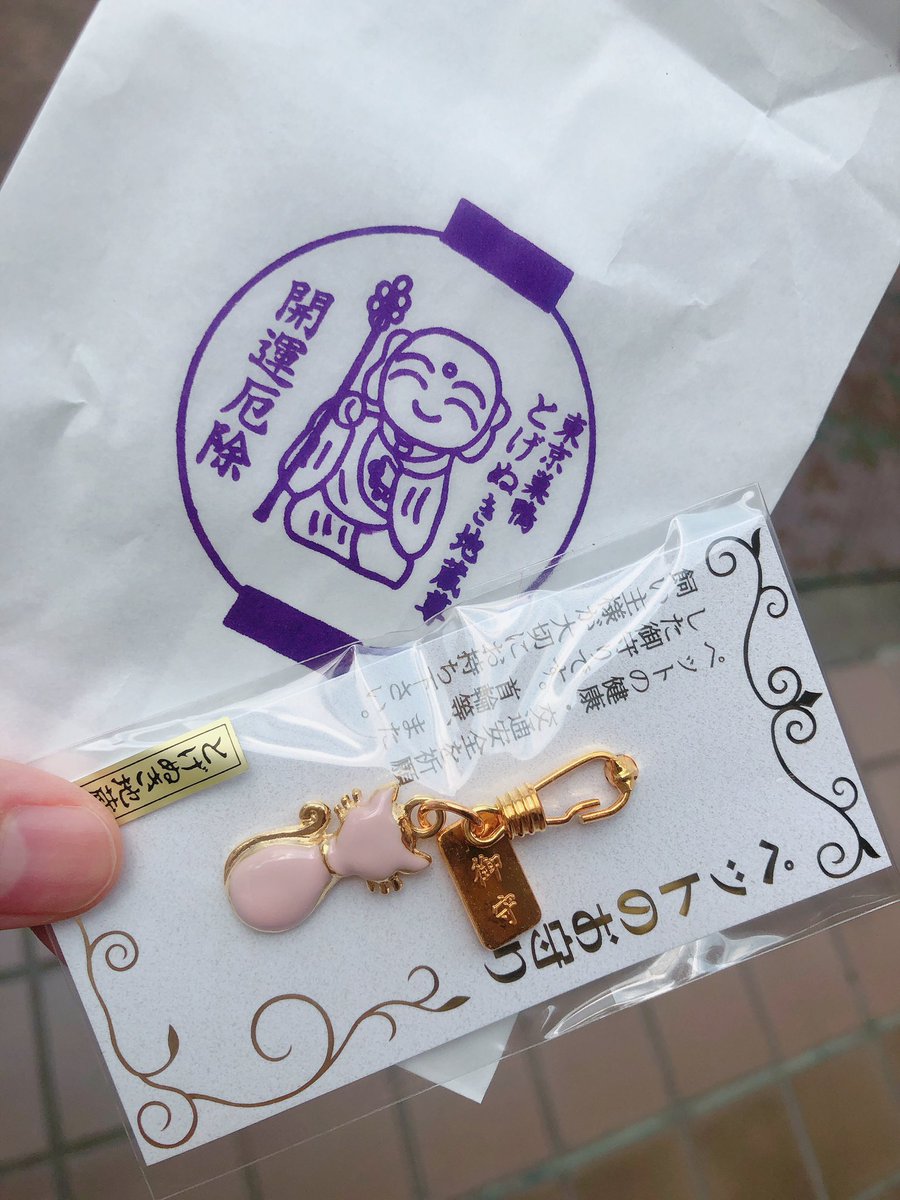 開運厄除
東京巣鴨
とげぬき地蔵尊
ペットのお守り
ペットの健康・交通安全を祈願
した御守りです。首輪等、また
飼い主様が大切にお持ち下さい。
御守
とげぬき地蔵